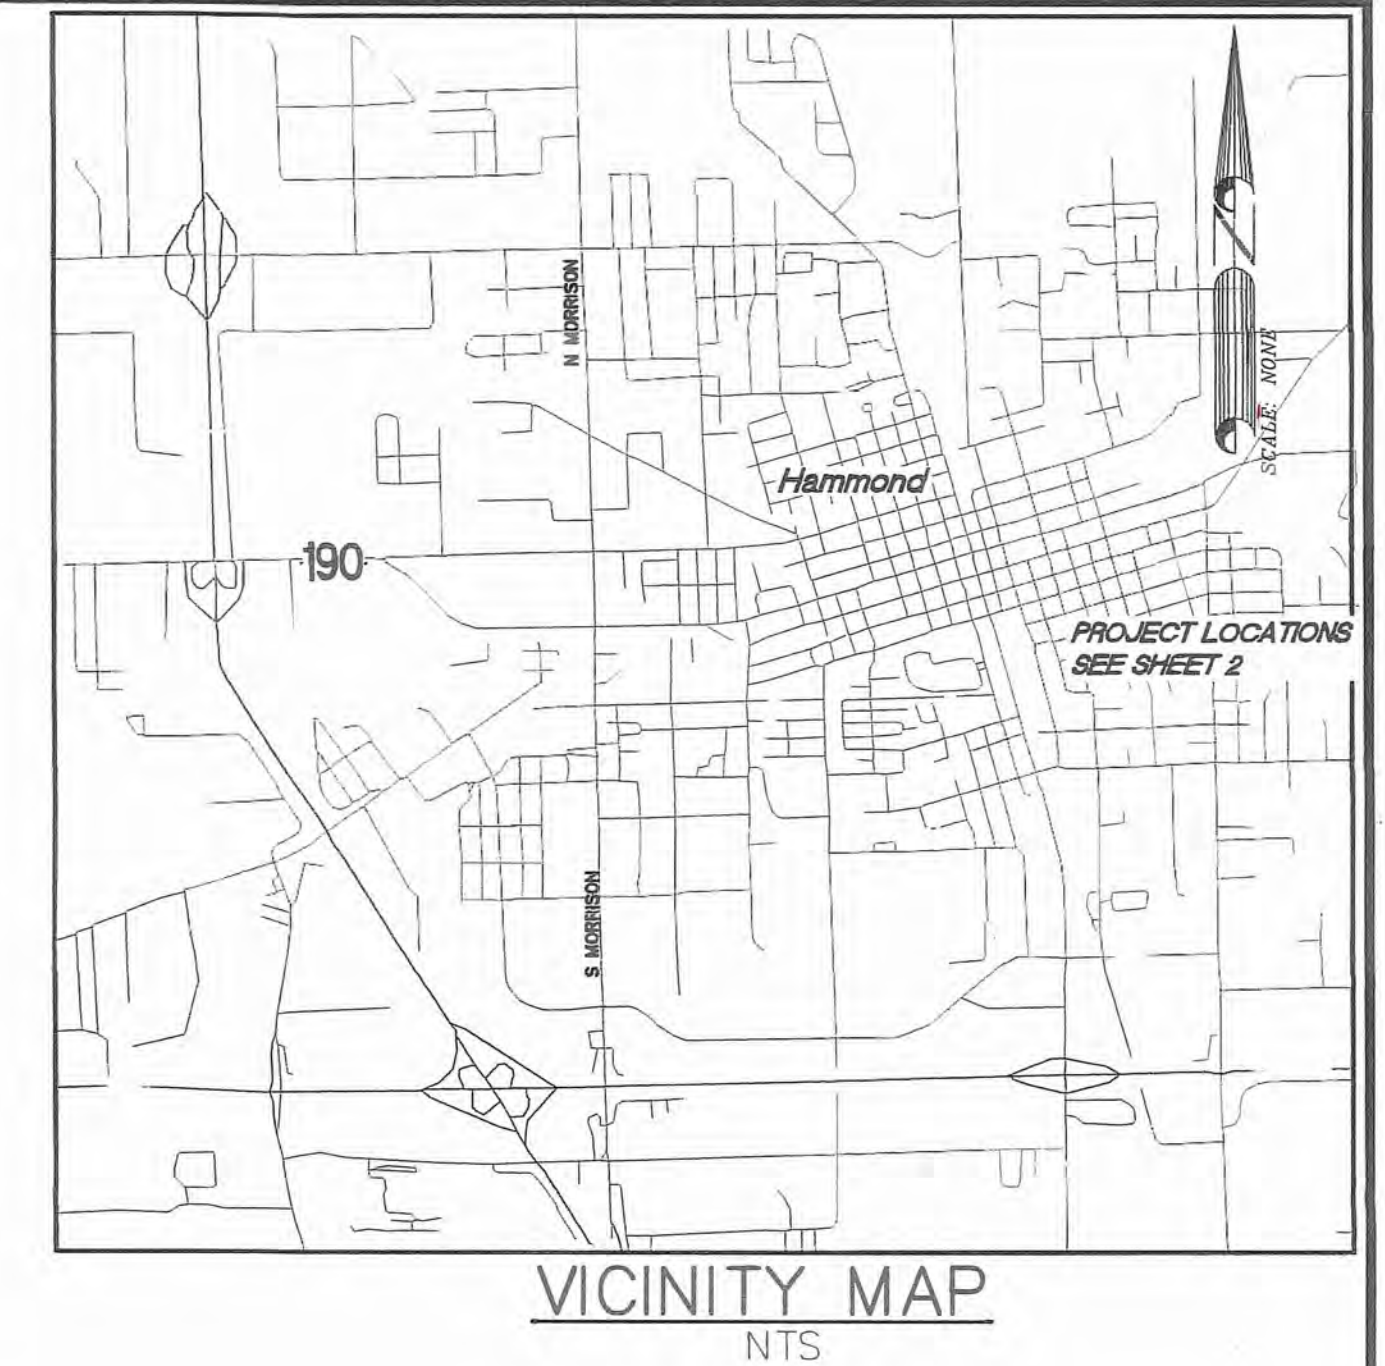 N MORRISON
SCALE: NONE
Hammond
190
PROJECT LOCATIONS
SEE SHEET 2
S MORRISON
VICINITY MAP
NTS